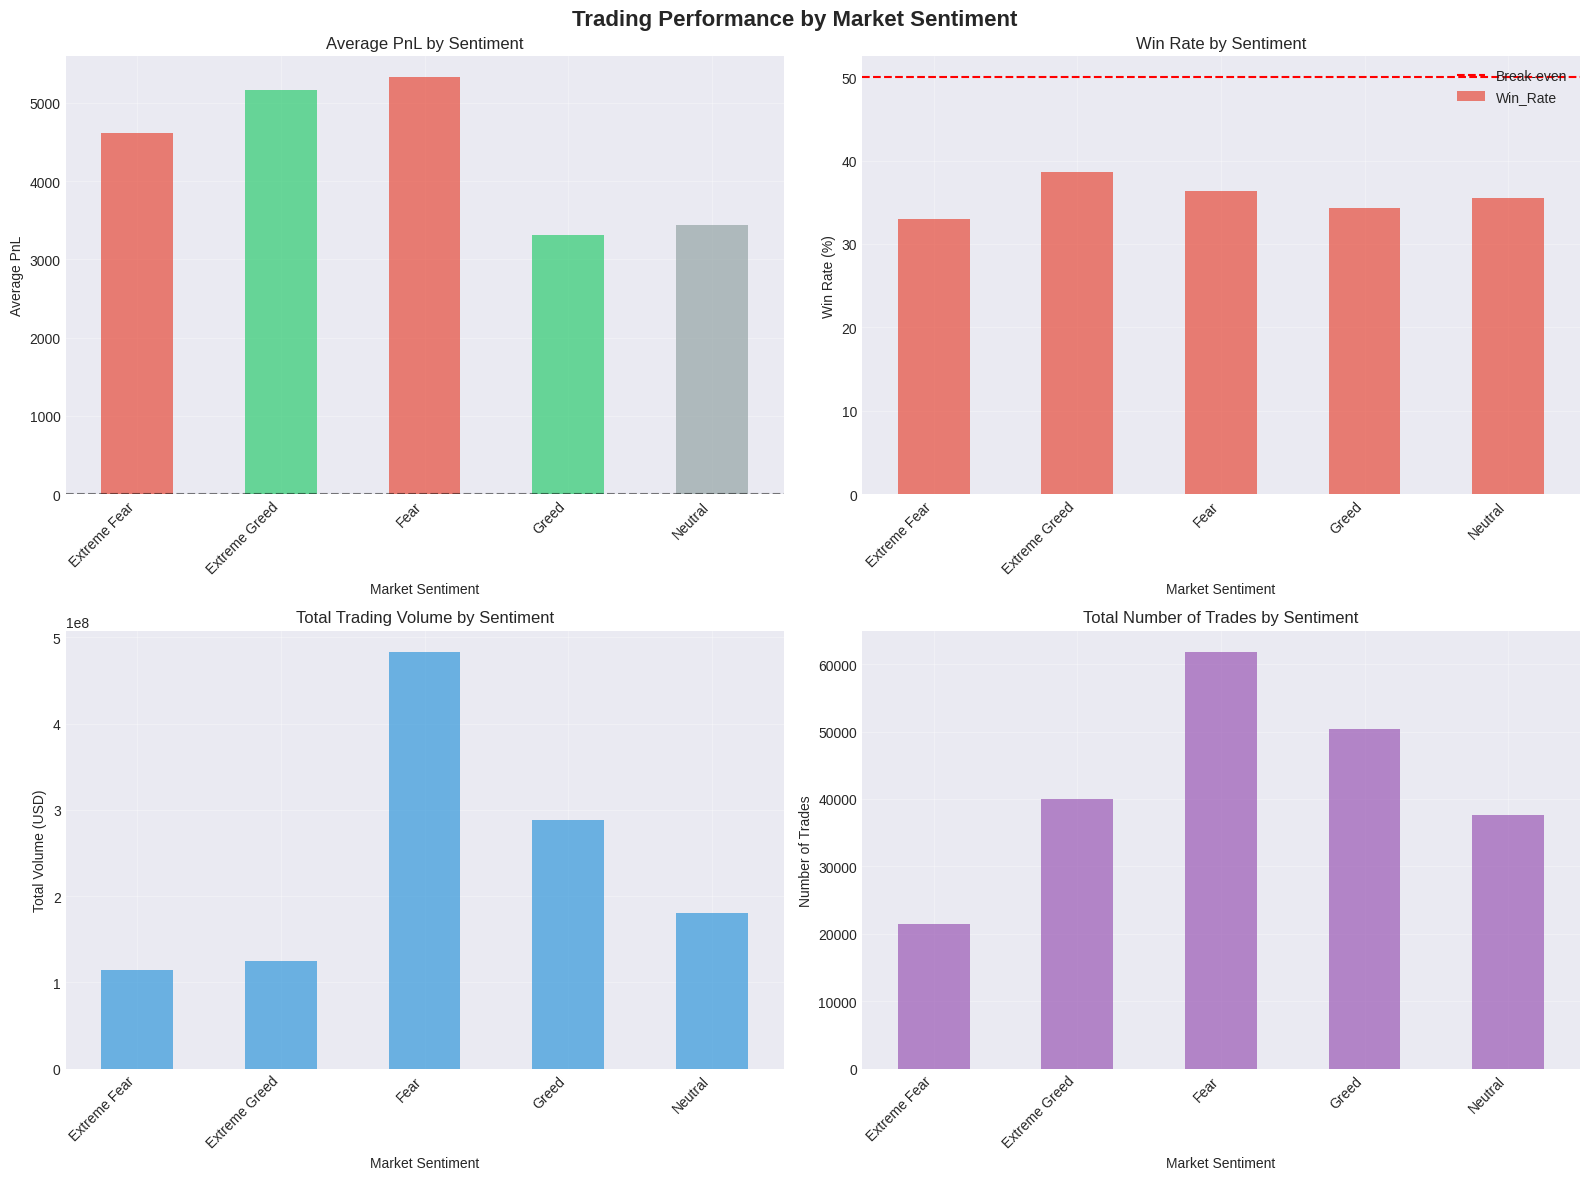 Trading Performance by Market Sentiment
Average PnL by Sentiment
Average PnL
5000
4000
3000
2000
1000
0
Extreme Fear
Extreme Greed
Fear
Greed
Neutral
Market Sentiment
Win Rate by Sentiment
Win Rate (%)
50
40
30
20
10
0
Break-even
Win_Rate
Extreme Fear
Extreme Greed
Fear
Greed
Neutral
Market Sentiment
Total Trading Volume by Sentiment
1e8
Total Volume (USD)
5
4
3
2
1
0
Extreme Fear
Extreme Greed
Fear
Greed
Neutral
Market Sentiment
Total Number of Trades by Sentiment
Number of Trades
60000
50000
40000
30000
20000
10000
0
Extreme Fear
Extreme Greed
Fear
Greed
Neutral
Market Sentiment